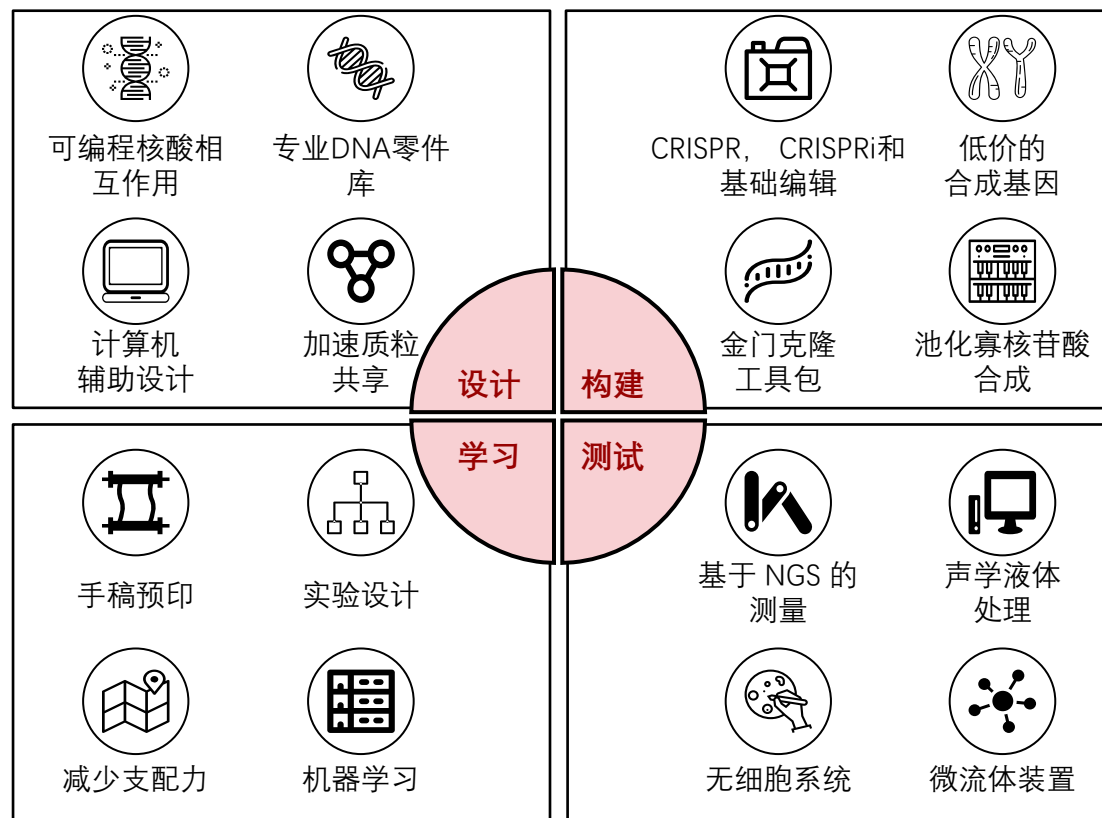 可编程核酸相
互作用
专业DNA零件
库
计算机
辅助设计
加速质粒
共享
设计
CRISPR， CRISPRi和
基础编辑
低价的
合成基因
金门克隆
工具包
池化寡核苷酸
合成
构建
学习
手稿预印
实验设计
减少支配力
机器学习
测试
基于 NGS 的
测量
声学液体
处理
无细胞系统
微流体装置